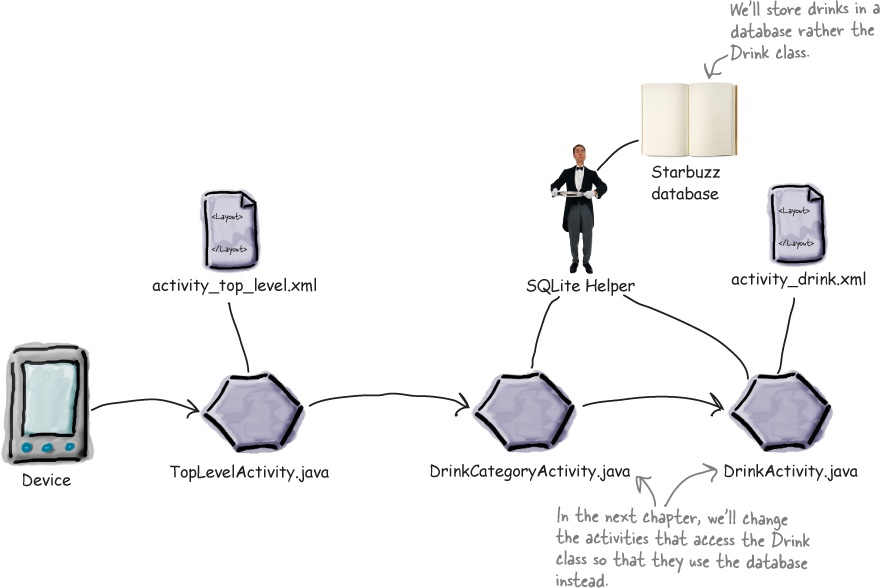 We'll store drinks in a
database rather the
Drink class.
Starbuzz
database
<Layout>
</Layout>
activity_top_level.xml
SQLite Helper
<Layout>
</Layout>
activity_drink.xml
Device
TopLevelActivity.java
DrinkCategoryActivity.java
DrinkActivity.java
In the next chapter, we'll change
the activities that access the Drink
class so that they use the database
instead.